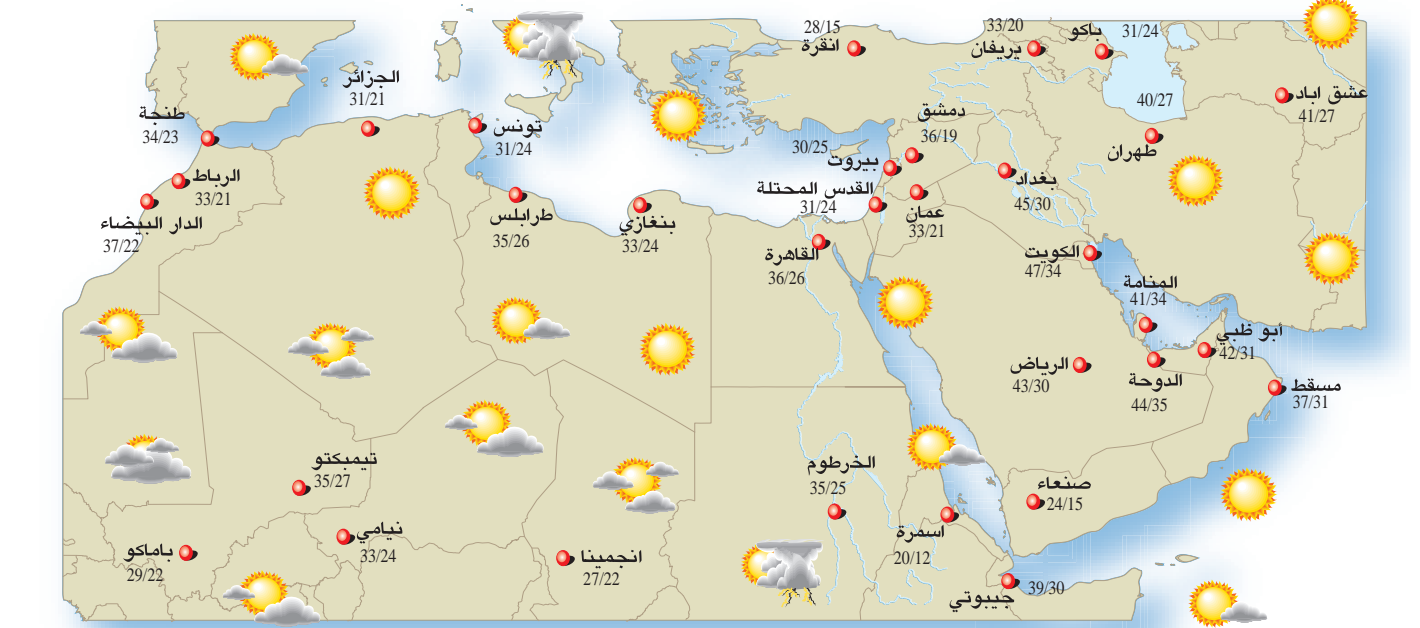 28/15
انقرة
33/20
يريفان
باكو
31/24
40/27
عشق اباد
41/27
طهران
الجزائر
31/21
طنجة
34/23
الرباط
33/21
الدار البيضاء
37/22
تونس
31/24
طرابلس
35/26
بنغازي
33/24
دمشق
36/19
30/25
بيروت
القدس المحتلة
31/24
عمان
33/21
بغداد
45/30
القاهرة
36/26
الكويت
47/34
المنامة
41/34
أبو ظبي
42/31
الرياض
43/30
الدوحة
44/35
مسقط
37/31
تيمبكتو
35/27
الخرطوم
35/25
صنعاء
24/15
اسمرة
20/12
نيامي
33/24
باماكو
29/22
انجمينا
27/22
39/30
جيبوتي